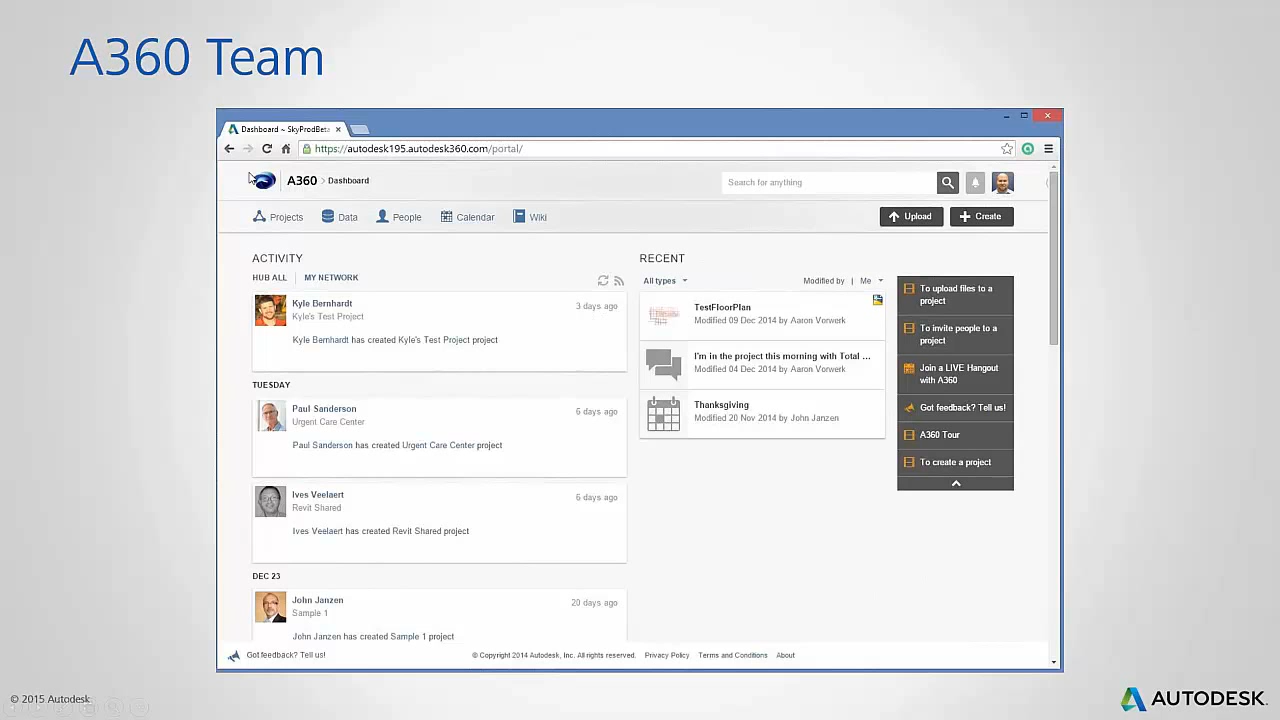 A360 Team
Dashboard ~ SkyProdBeta
https://autodesk195.autodesk360.com/portal/
A360 > Dashboard
Search for anything
Projects Data People Calendar Wiki
Upload Create
ACTIVITY
HUB ALL | MY NETWORK
Kyle Bernhardt 3 days ago
Kyle's Test Project
Kyle Bernhardt has created Kyle's Test Project project
TUESDAY
Paul Sanderson 6 days ago
Urgent Care Center
Paul Sanderson has created Urgent Care Center project
Ives Veelaert 6 days ago
Revit Shared
Ives Veelaert has created Revit Shared project
DEC 23
John Janzen 20 days ago
Sample 1
John Janzen has created Sample 1 project
RECENT
All types Modified by | Me
TestFloorPlan
Modified 09 Dec 2014 by Aaron Vorwerk
I'm in the project this morning with Total ...
Modified 04 Dec 2014 by Aaron Vorwerk
Thanksgiving
Modified 20 Nov 2014 by John Janzen
To upload files to a
project
To invite people to a
project
Join a LIVE Hangout
with A360
Got feedback? Tell us!
A360 Tour
To create a project
Got feedback? Tell us!
© Copyright 2014 Autodesk, Inc. All rights reserved. Privacy Policy Terms and Conditions About
© 2015 Autodesk
AUTODESK.